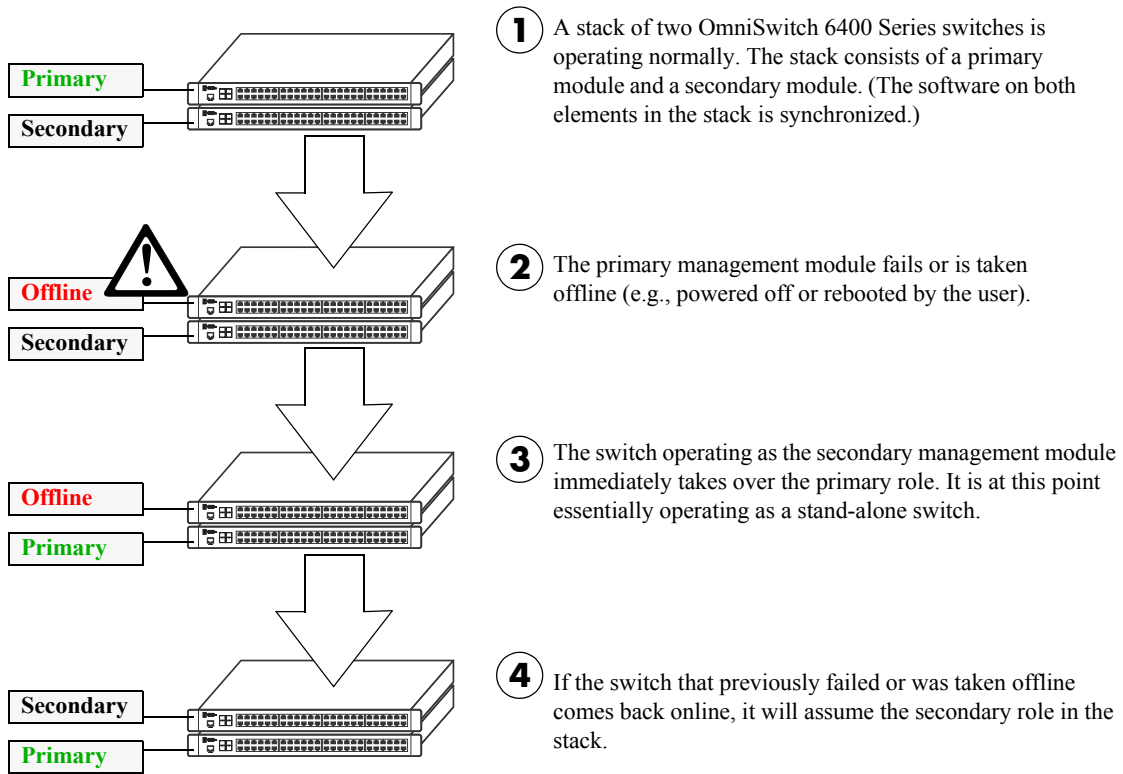 1
A stack of two OmniSwitch 6400 Series switches is
operating normally. The stack consists of a primary
module and a secondary module. (The software on both
elements in the stack is synchronized.)
Primary
Secondary
2
The primary management module fails or is taken
offline (e.g., powered off or rebooted by the user).
!
Offline
Secondary
3
The switch operating as the secondary management module
immediately takes over the primary role. It is at this point
essentially operating as a stand-alone switch.
Offline
Primary
4
If the switch that previously failed or was taken offline
comes back online, it will assume the secondary role in the
stack.
Secondary
Primary